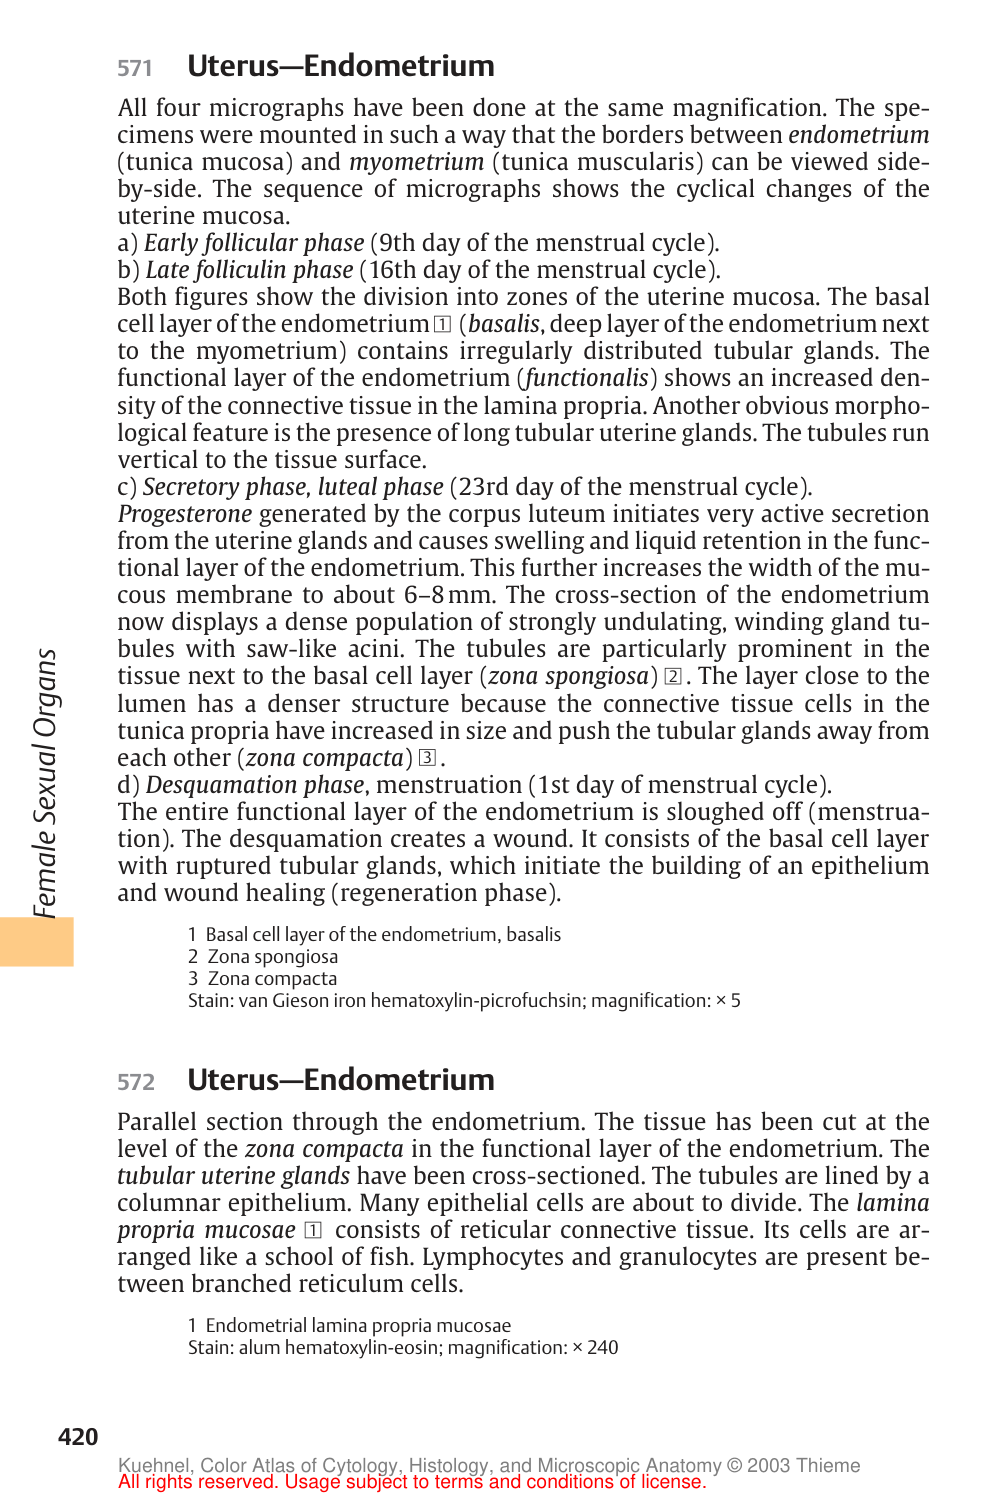 571 Uterus—Endometrium
All four micrographs have been done at the same magnification. The spe-
cimens were mounted in such a way that the borders between endometrium
(tunica mucosa) and myometrium (tunica muscularis) can be viewed side-
by-side. The sequence of micrographs shows the cyclical changes of the
uterine mucosa.
a) Early follicular phase (9th day of the menstrual cycle).
b) Late folliculin phase (16th day of the menstrual cycle).
Both figures show the division into zones of the uterine mucosa. The basal
cell layer of the endometrium 1 (basalis, deep layer of the endometrium next
to the myometrium) contains irregularly distributed tubular glands. The
functional layer of the endometrium (functionalis) shows an increased den-
sity of the connective tissue in the lamina propria. Another obvious morpho-
logical feature is the presence of long tubular uterine glands. The tubules run
vertical to the tissue surface.
c) Secretory phase, luteal phase (23rd day of the menstrual cycle).
Progesterone generated by the corpus luteum initiates very active secretion
from the uterine glands and causes swelling and liquid retention in the func-
tional layer of the endometrium. This further increases the width of the mu-
cous membrane to about 6–8 mm. The cross-section of the endometrium
now displays a dense population of strongly undulating, winding gland tu-
bules with saw-like acini. The tubules are particularly prominent in the
tissue next to the basal cell layer (zona spongiosa) 2. The layer close to the
lumen has a denser structure because the connective tissue cells in the
tunica propria have increased in size and push the tubular glands away from
each other (zona compacta) 3.
d) Desquamation phase, menstruation (1st day of menstrual cycle).
The entire functional layer of the endometrium is sloughed off (menstrua-
tion). The desquamation creates a wound. It consists of the basal cell layer
with ruptured tubular glands, which initiate the building of an epithelium
and wound healing (regeneration phase).
1 Basal cell layer of the endometrium, basalis
2 Zona spongiosa
3 Zona compacta
Stain: van Gieson iron hematoxylin-picrofuchsin; magnification: × 5
572 Uterus—Endometrium
Parallel section through the endometrium. The tissue has been cut at the
level of the zona compacta in the functional layer of the endometrium. The
tubular uterine glands have been cross-sectioned. The tubules are lined by a
columnar epithelium. Many epithelial cells are about to divide. The lamina
propria mucosae 1 consists of reticular connective tissue. Its cells are ar-
ranged like a school of fish. Lymphocytes and granulocytes are present be-
tween branched reticulum cells.
1 Endometrial lamina propria mucosae
Stain: alum hematoxylin-eosin; magnification: × 240
Female Sexual Organs
420
Kuehnel, Color Atlas of Cytology, Histology, and Microscopic Anatomy © 2003 Thieme
All rights reserved. Usage subject to terms and conditions of license.